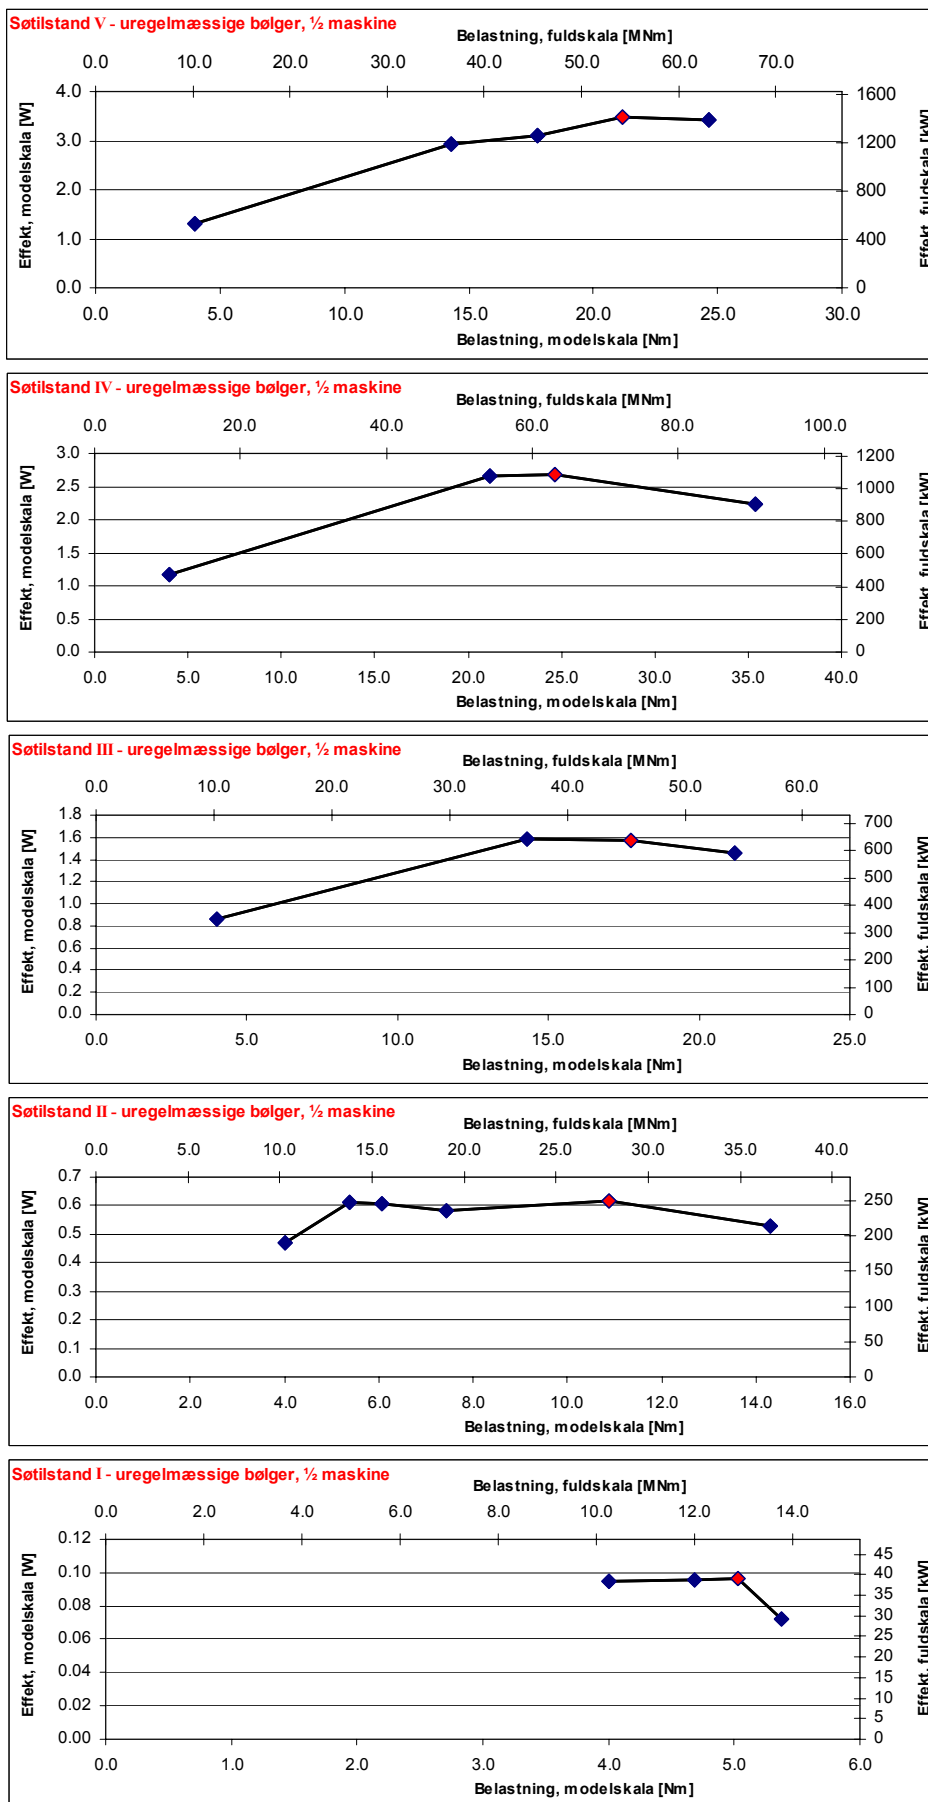 Søtilstand V - uregelmæssige bølger, ½ maskine
Belastning, fuldskala [MNm]
0.0 10.0 20.0 30.0 40.0 50.0 60.0 70.0
Effekt, modelskala [W]
4.0
3.0
2.0
1.0
0.0
1600
1200
800
400
0
Effekt, fuldskala [kW]
0.0 5.0 10.0 15.0 20.0 25.0 30.0
Belastning, modelskala [Nm]
Søtilstand IV - uregelmæssige bølger, ½ maskine
Belastning, fuldskala [MNm]
0.0 20.0 40.0 60.0 80.0 100.0
Effekt, modelskala [W]
3.0
2.5
2.0
1.5
1.0
0.5
0.0
1200
1000
800
600
400
200
0
Effekt, fuldskala [kW]
0.0 5.0 10.0 15.0 20.0 25.0 30.0 35.0 40.0
Belastning, modelskala [Nm]
Søtilstand III - uregelmæssige bølger, ½ maskine
Belastning, fuldskala [MNm]
0.0 10.0 20.0 30.0 40.0 50.0 60.0
Effekt, modelskala [W]
1.8
1.6
1.4
1.2
1.0
0.8
0.6
0.4
0.2
0.0
700
600
500
400
300
200
100
0
Effekt, fuldskala [kW]
0.0 5.0 10.0 15.0 20.0 25.0
Belastning, modelskala [Nm]
Søtilstand II - uregelmæssige bølger, ½ maskine
Belastning, fuldskala [MNm]
0.0 5.0 10.0 15.0 20.0 25.0 30.0 35.0 40.0
Effekt, modelskala [W]
0.7
0.6
0.5
0.4
0.3
0.2
0.1
0.0
250
200
150
100
50
0
Effekt, fuldskala [kW]
0.0 2.0 4.0 6.0 8.0 10.0 12.0 14.0 16.0
Belastning, modelskala [Nm]
Søtilstand I - uregelmæssige bølger, ½ maskine
Belastning, fuldskala [MNm]
0.0 2.0 4.0 6.0 8.0 10.0 12.0 14.0
Effekt, modelskala [W]
0.12
0.10
0.08
0.06
0.04
0.02
0.00
45
40
35
30
25
20
15
10
5
0
Effekt, fuldskala [kW]
0.0 1.0 2.0 3.0 4.0 5.0 6.0
Belastning, modelskala [Nm]